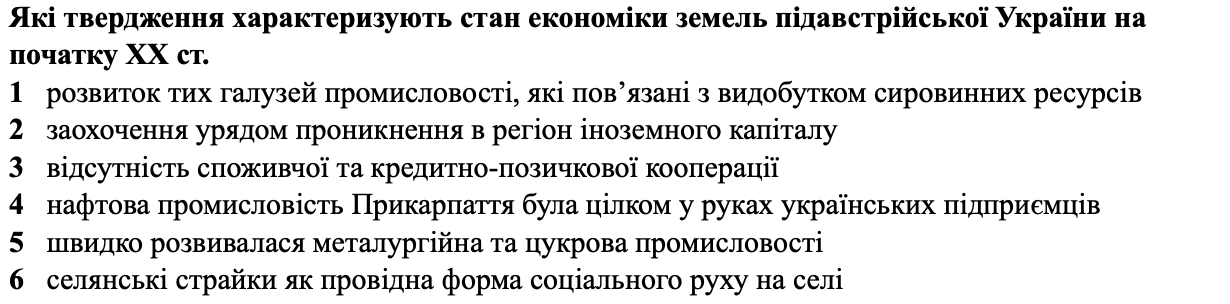 Які твердження характеризують стан економіки земель підавстрійської України на
початку ХХ ст.
1 розвиток тих галузей промисловості, які пов’язані з видобутком сировинних ресурсів
2 заохочення урядом проникнення в регіон іноземного капіталу
3 відсутність споживчої та кредитно-позичкової кооперації
4 нафтова промисловість Прикарпаття була цілком у руках українських підприємців
5 швидко розвивалася металургійна та цукрова промисловості
6 селянські страйки як провідна форма соціального руху на селі